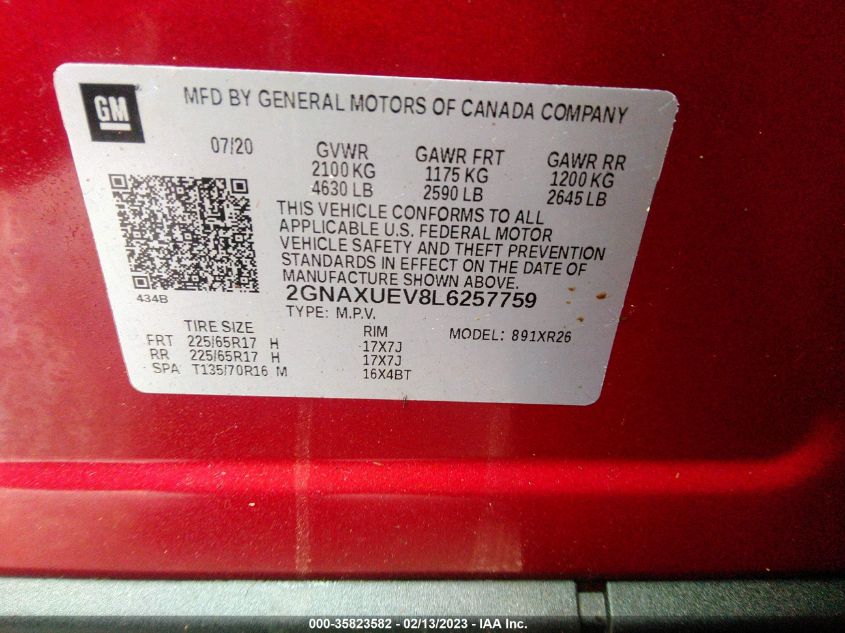 GM
MFD BY GENERAL MOTORS OF CANADA COMPANY
07/20 GVWR GAWR FRT GAWR RR
2100 KG 1175 KG 1200 KG
4630 LB 2590 LB 2645 LB
THIS VEHICLE CONFORMS TO ALL
APPLICABLE U.S. FEDERAL MOTOR
VEHICLE SAFETY AND THEFT PREVENTION
STANDARDS IN EFFECT ON THE DATE OF
MANUFACTURE SHOWN ABOVE.
434B
2GNAXUEV8L6257759
TYPE: M.P.V.
TIRE SIZE RIM MODEL: 891XR26
FRT 225/65R17 H 17X7J
RR 225/65R17 H 17X7J
SPA T135/70R16 M 16X4BT
000-35823582 - 02/13/2023 - © IAA Inc.